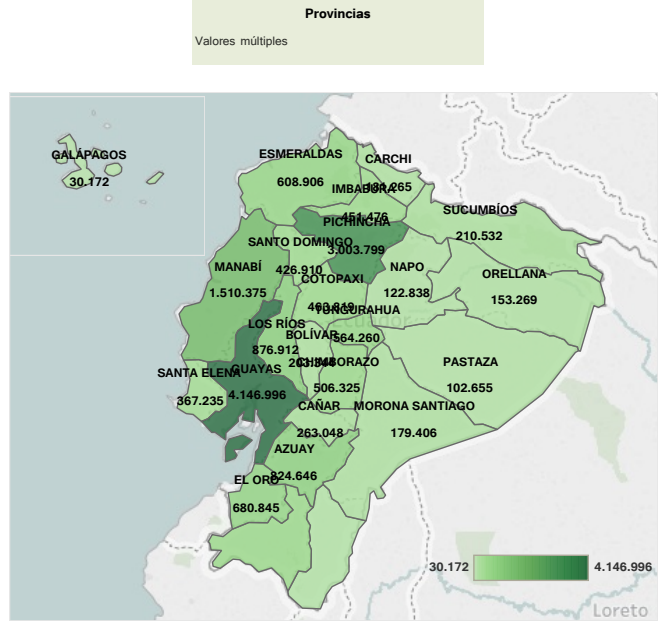 Provincias
Valores múltiples
GALÁPAGOS
30.172
ESMERALDAS
608.906
CARCHI
IMBABURA
451.476
SUCUMBÍOS
210.532
PICHINCHA
3.003.799
SANTO DOMINGO
426.910
MANABÍ
1.510.375
COTOPAXI
NAPO
122.838
ORELLANA
153.269
TUNGURAHUA
564.260
LOS RÍOS
876.912
BOLÍVAR
CHIMBORAZO
506.325
PASTAZA
102.655
SANTA ELENA
367.235
GUAYAS
4.146.996
CAÑAR
263.048
MORONA SANTIAGO
179.406
AZUAY
824.646
EL ORO
680.845
30.172
4.146.996
Loreto